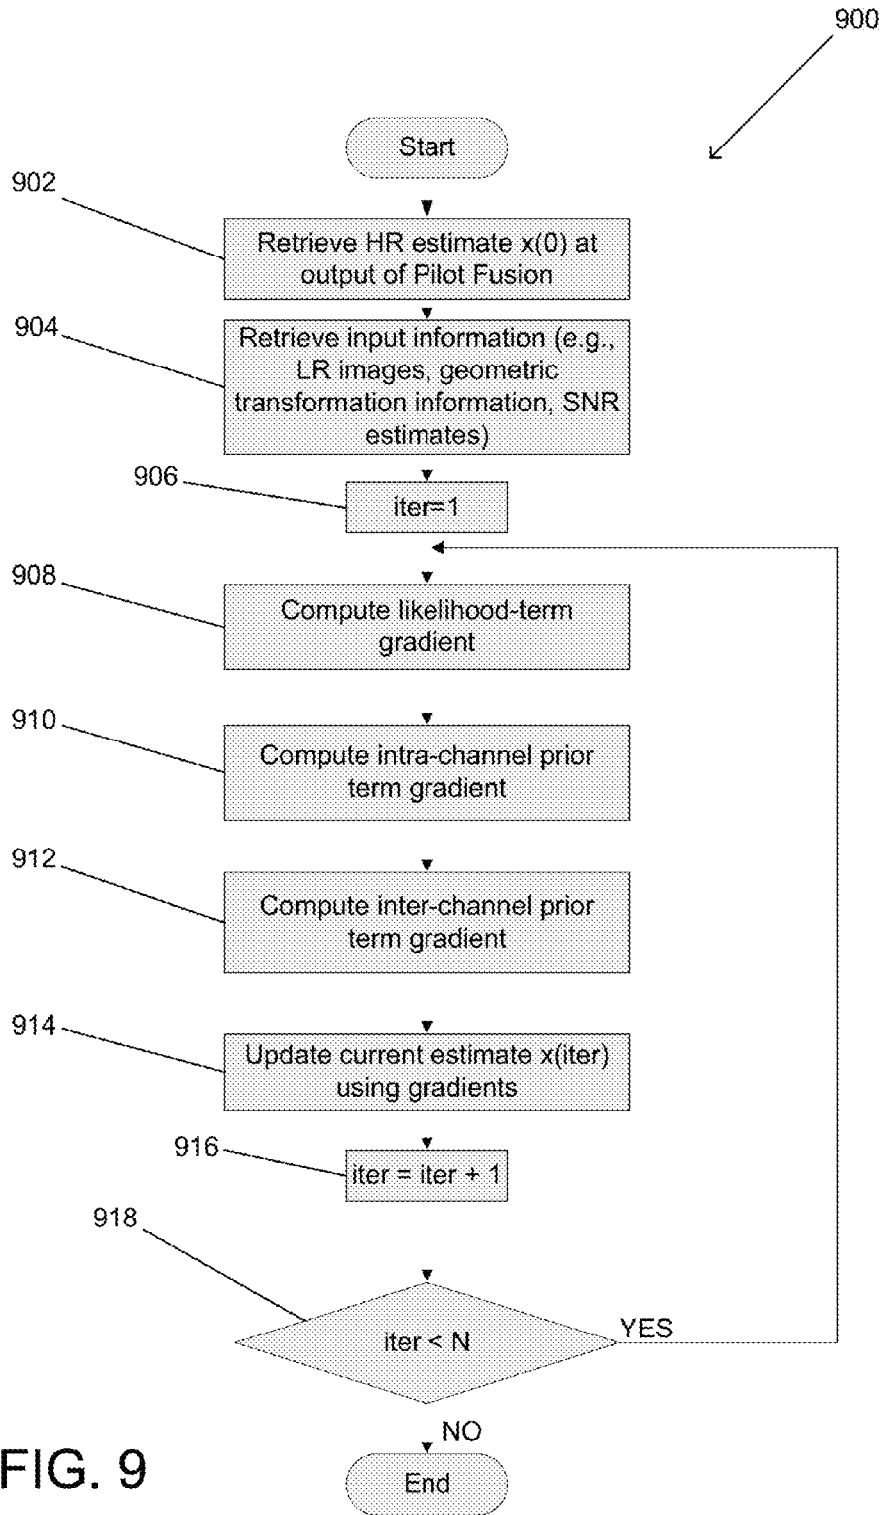 900
Start
902
Retrieve HR estimate x(0) at
output of Pilot Fusion
904
Retrieve input information (e.g.,
LR images, geometric
transformation information, SNR
estimates)
906
iter=1
908
Compute likelihood-term
gradient
910
Compute intra-channel prior
term gradient
912
Compute inter-channel prior
term gradient
914
Update current estimate x(iter)
using gradients
916
iter = iter + 1
918
iter < N
YES
NO
End
FIG. 9